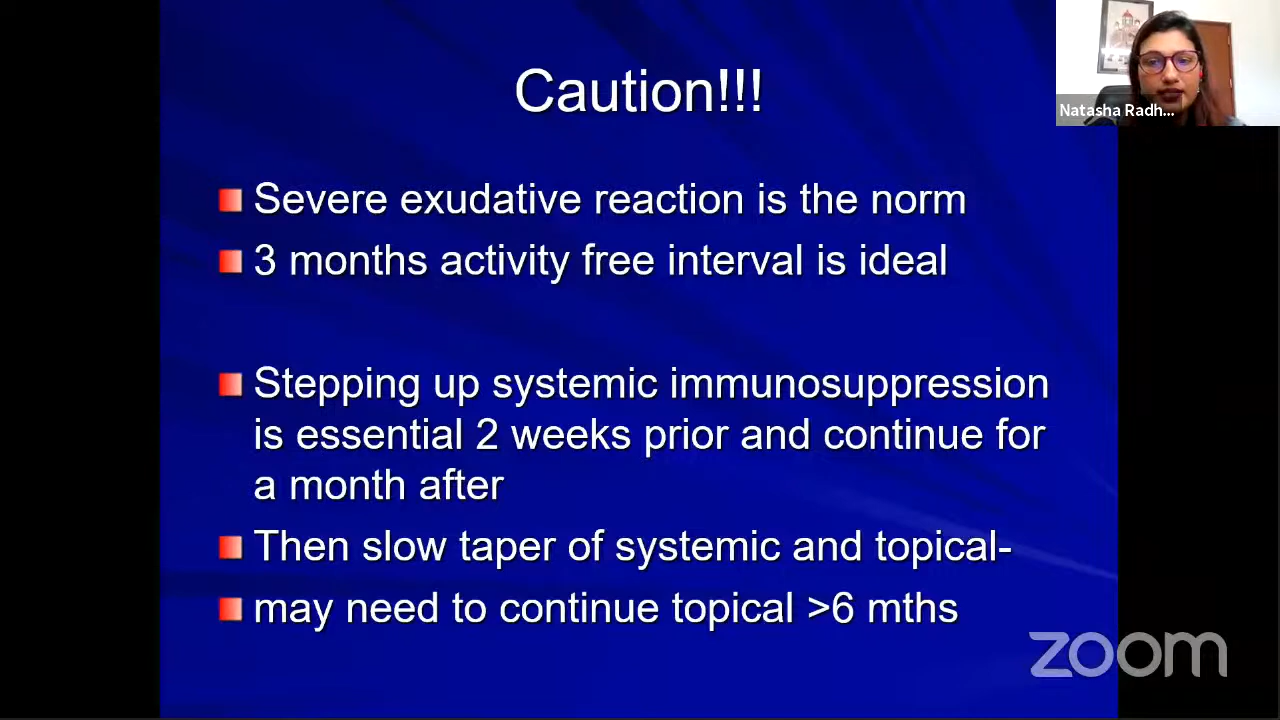 Caution!!!
Natasha Radh...
Severe exudative reaction is the norm
3 months activity free interval is ideal
Stepping up systemic immunosuppression
is essential 2 weeks prior and continue for
a month after
Then slow taper of systemic and topical-
may need to continue topical >6 mths
zoom